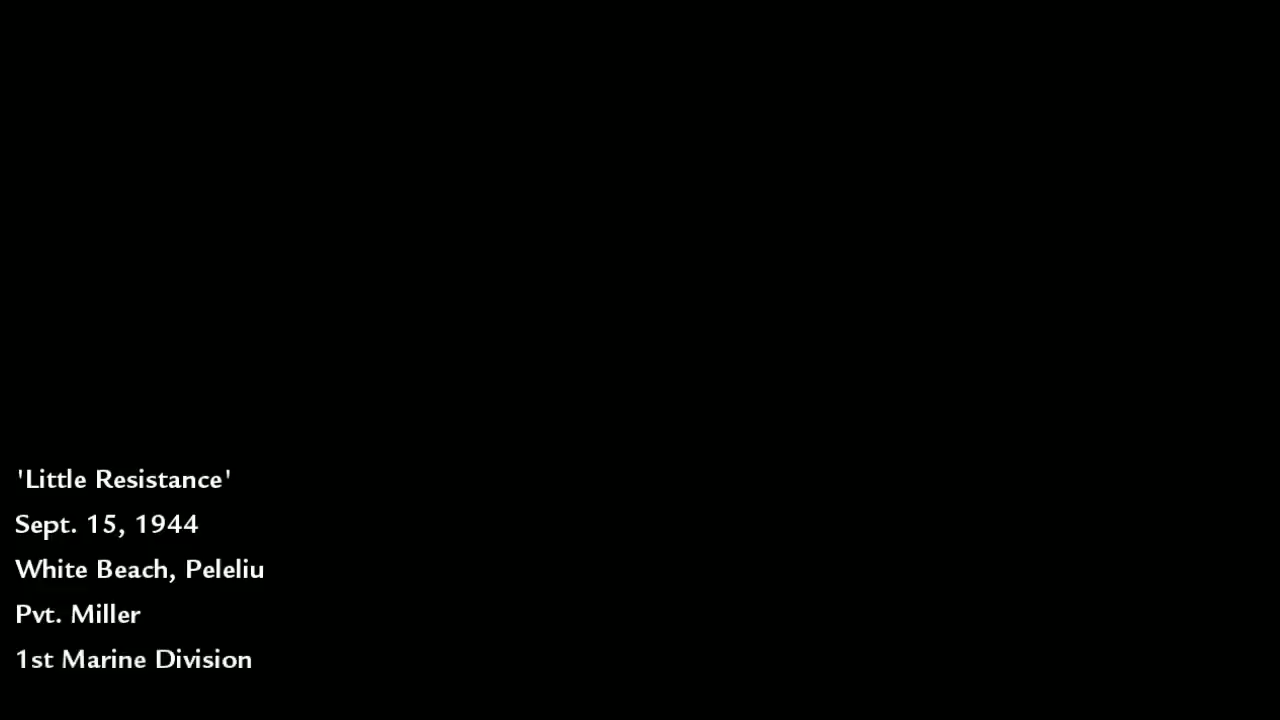 'Little Resistance'
Sept. 15, 1944
White Beach, Peleliu
Pvt. Miller
1st Marine Division